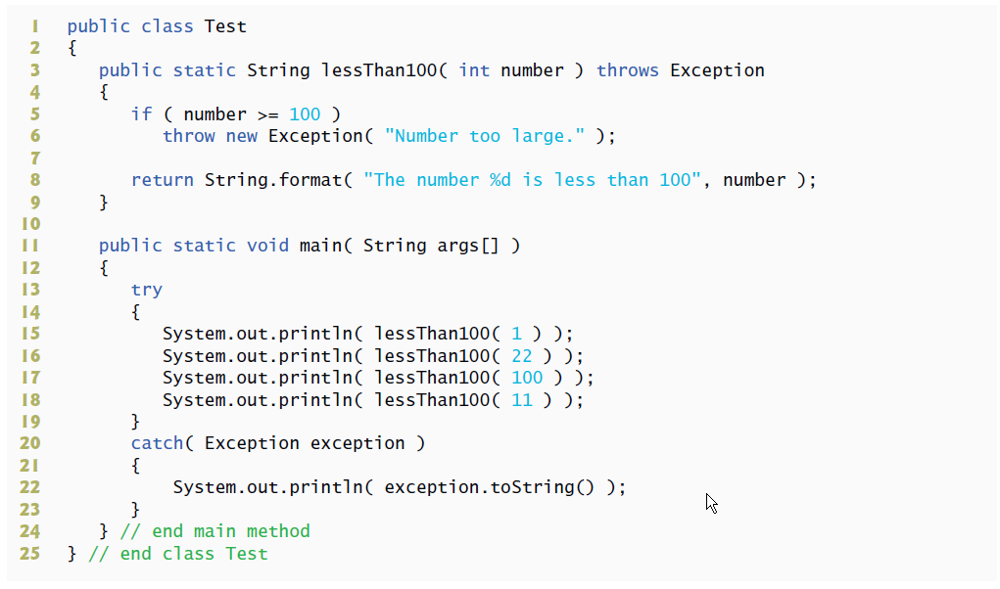 1 public class Test
2 {
3 public static String lessThan100( int number ) throws Exception
4 {
5 if ( number >= 100 )
6 throw new Exception( "Number too large." );
7
8 return String.format( "The number %d is less than 100", number );
9 }
10
11 public static void main( String args[] )
12 {
13 try
14 {
15 System.out.println( lessThan100( 1 ) );
16 System.out.println( lessThan100( 22 ) );
17 System.out.println( lessThan100( 100 ) );
18 System.out.println( lessThan100( 11 ) );
19 }
20 catch( Exception exception )
21 {
22 System.out.println( exception.toString() );
23 }
24 } // end main method
25 } // end class Test